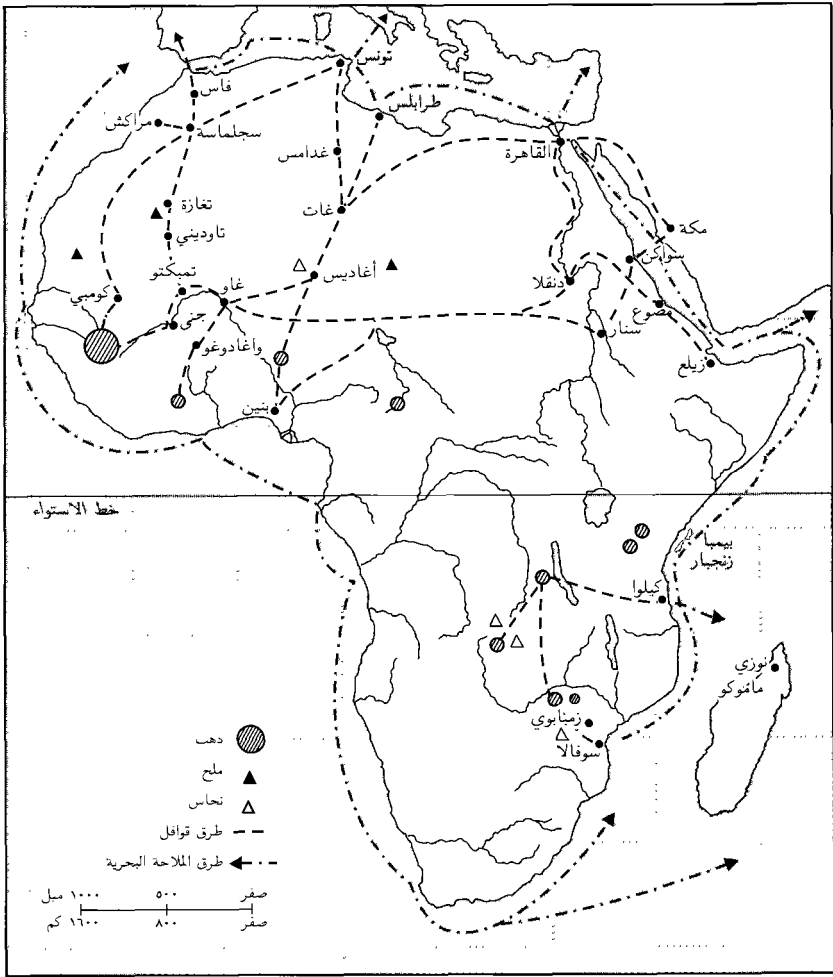 تونس
فاس
طرابلس
مراكش
سجلماسة
القاهرة
غدامس
تغازة
غات
مكة
تاوديني
سواكن
تمبكتو
أغاديس
دنقلا
كومبي
غاو
مصوع
جنى
سنار
واغادوغو
زيلع
بنين
خط الاستواء
بيمبا
زنجبار
كيلوا
نوزي
مامنوكو
زمبابوي
سوفالا
دهب
ملح
نحاس
طرق قوافل
طرق الملاحة البحرية
صفر ٥٠٠ ١٠٠٠ ميل
صفر ٨٠٠ ١٦٠٠ كم